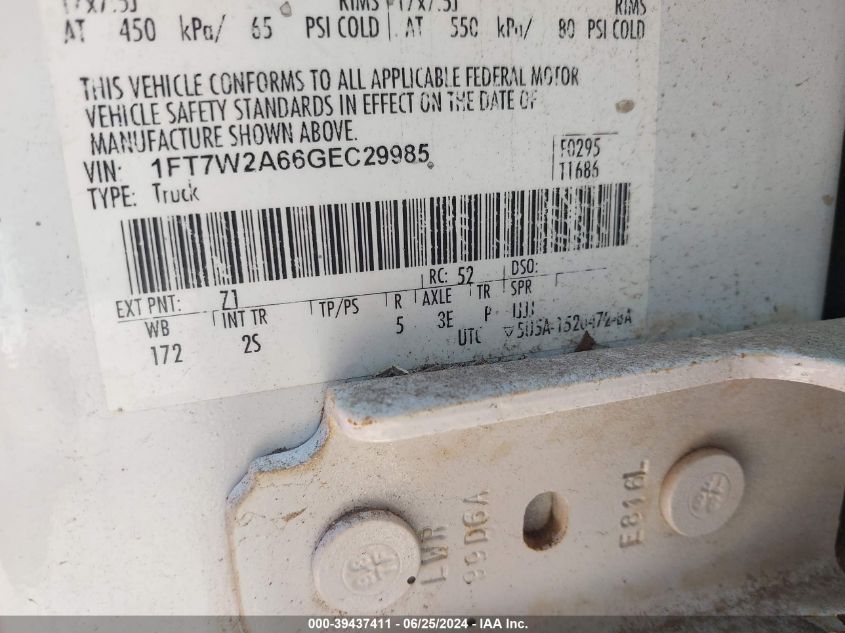 AT 450 kPa/ 65 PSI COLD AT 550 kPa/ 80 PSI COLD
THIS VEHICLE CONFORMS TO ALL APPLICABLE FEDERAL MOTOR
VEHICLE SAFETY STANDARDS IN EFFECT ON THE DATE OF
MANUFACTURE SHOWN ABOVE.
VIN: 1FT7W2A66GEC29985
F0295
T1686
TYPE: Truck
EXT PNT: Z1 RC: 52 DSO:
WB INT TR TP/PS R AXLE TR SPR
172 2S 5 3E P
UTC
LWR
99D6A
E816L
000-39437411 - 06/25/2024 - IAA Inc.